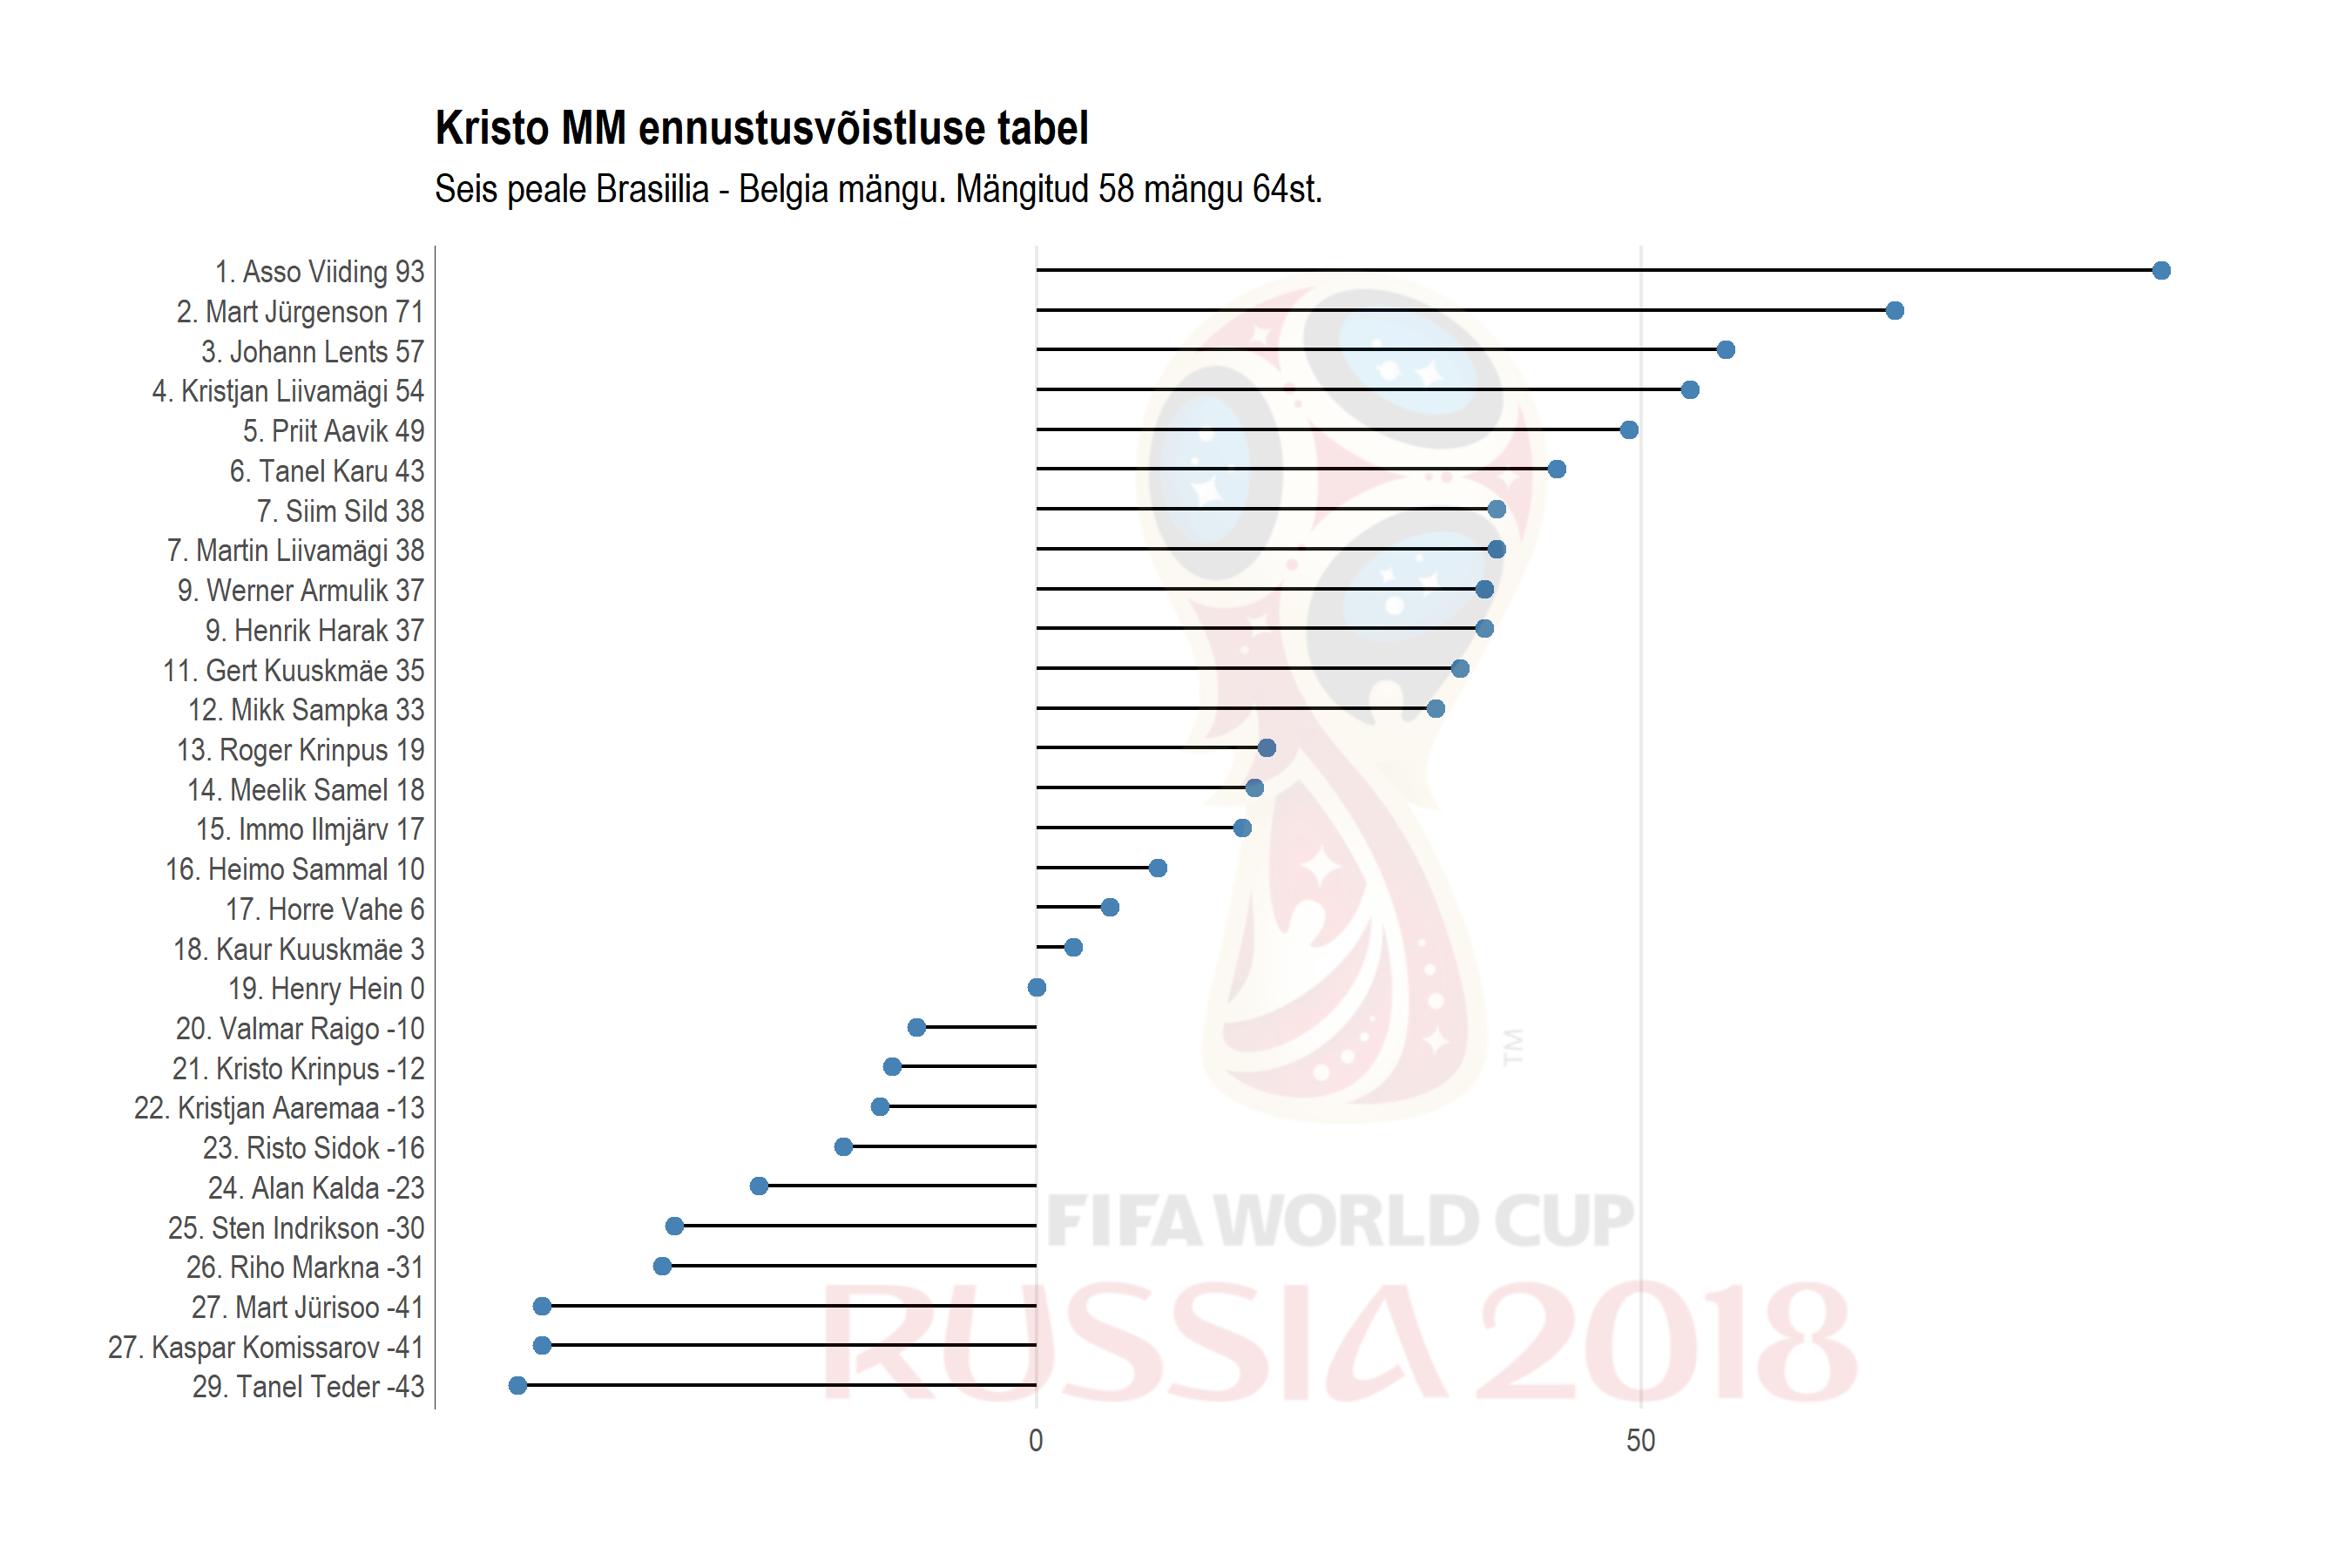 Kristo MM ennustusvõistluse tabel
Seis peale Brasiilia - Belgia mängu. Mängitud 58 mängu 64st.
1. Asso Viiding 93
2. Mart Jürgenson 71
3. Johann Lents 57
4. Kristjan Liivamägi 54
5. Priit Aavik 49
6. Tanel Karu 43
7. Siim Sild 38
7. Martin Liivamägi 38
9. Werner Armulik 37
9. Henrik Harak 37
11. Gert Kuuskmäe 35
12. Mikk Sampka 33
13. Roger Krinpus 19
14. Meelik Samel 18
15. Immo Ilmjärv 17
16. Heimo Sammal 10
17. Horre Vahe 6
18. Kaur Kuuskmäe 3
19. Henry Hein 0
20. Valmar Raigo -10
21. Kristo Krinpus -12
22. Kristjan Aaremaa -13
23. Risto Sidok -16
24. Alan Kalda -23
25. Sten Indrikson -30
26. Riho Markna -31
27. Mart Jürisoo -41
27. Kaspar Komissarov -41
29. Tanel Teder -43
TM
FIFA WORLD CUP
RUSSIA 2018
0
50